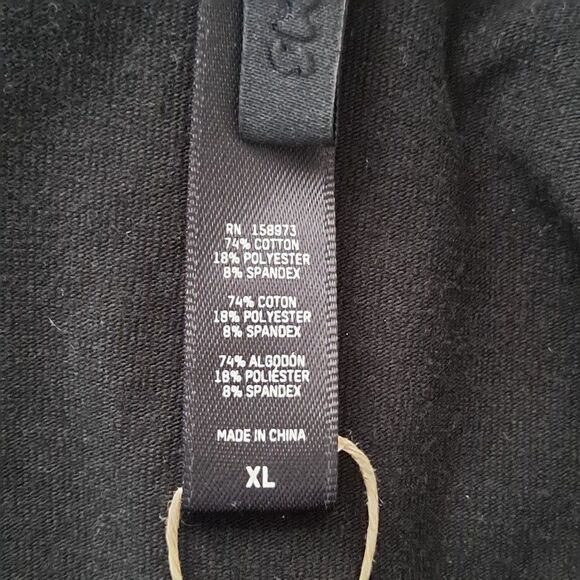 RN 158973
74% COTTON
18% POLYESTER
8% SPANDEX
74% COTON
18% POLYESTER
8% SPANDEX
74% ALGODÓN
18% POLIÉSTER
8% SPANDEX
MADE IN CHINA
XL